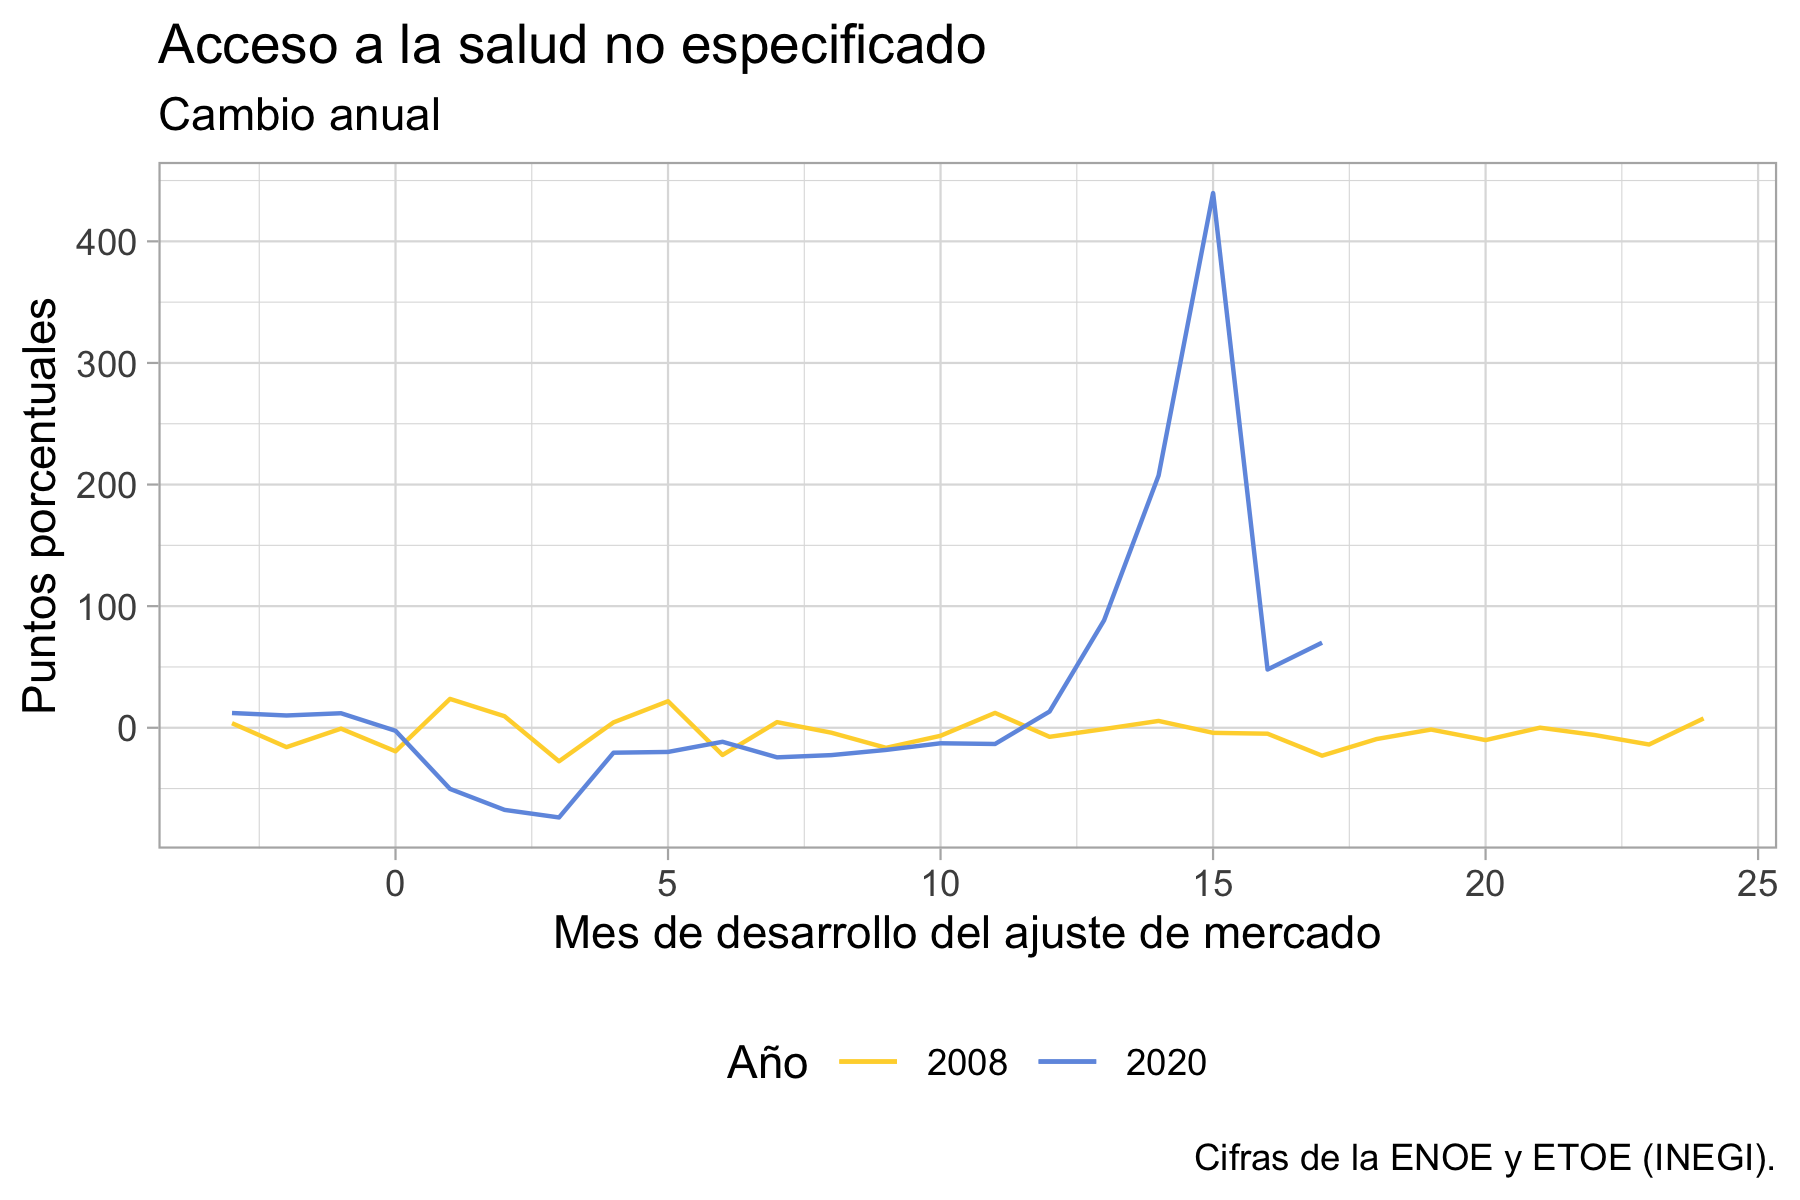 Acceso a la salud no especificado
Cambio anual
Puntos porcentuales
400
300
200
100
0
0 5 10 15 20 25
Mes de desarrollo del ajuste de mercado
Año 2008 2020
Cifras de la ENOE y ETOE (INEGI).